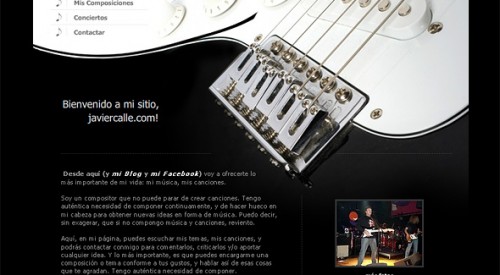 Mis Composiciones
Conciertos
Contactar
Bienvenido a mi sitio,
javiercalle.com!
Desde aquí (y mi Blog y mi Facebook) voy a ofrecerte lo
más importante de mi vida: mi música, mis canciones.
Soy un compositor que no puede parar de crear canciones. Tengo
auténtica necesidad de componer continuamente, y de hacer hueco en
mi cabeza para obtener nuevas ideas en forma de música. Puedo decir,
sin exagerar, que si no compongo música y canciones, reviento.
Aquí, en mi página, puedes escuchar mis temas, mis canciones, y
podrás contactar conmigo para comentarlos, criticarlos y/o aportar
cualquier idea. Y lo más importante, es que puedes encargarme una
composición o tema conforme a tus gustos, y hablar así de esas cosas
que te agradan. Tengo auténtica necesidad de componer.